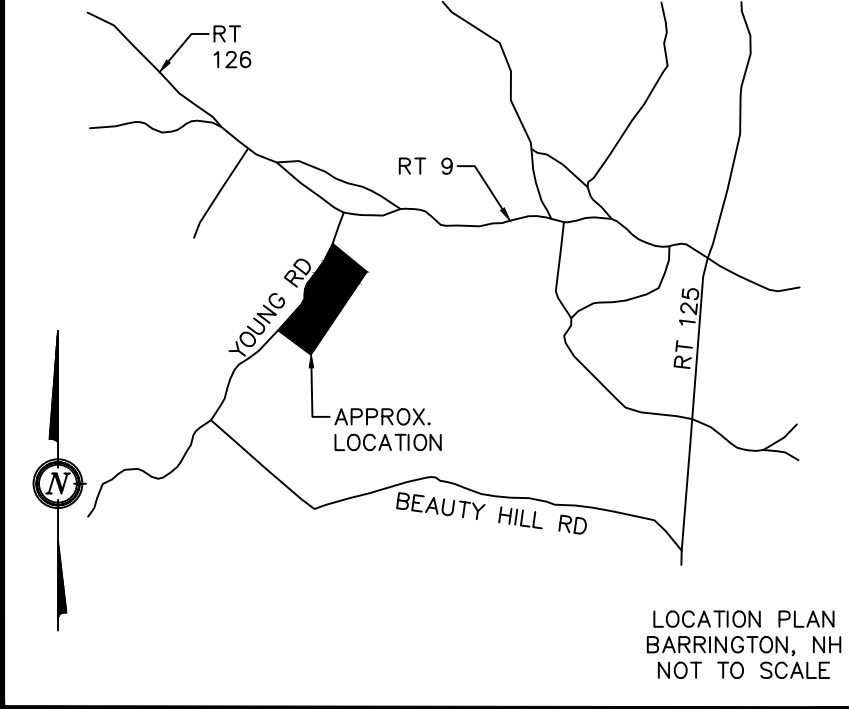 RT
126
RT 9
YOUNG RD
RT 125
APPROX.
LOCATION
N
BEAUTY HILL RD
LOCATION PLAN
BARRINGTON, NH
NOT TO SCALE